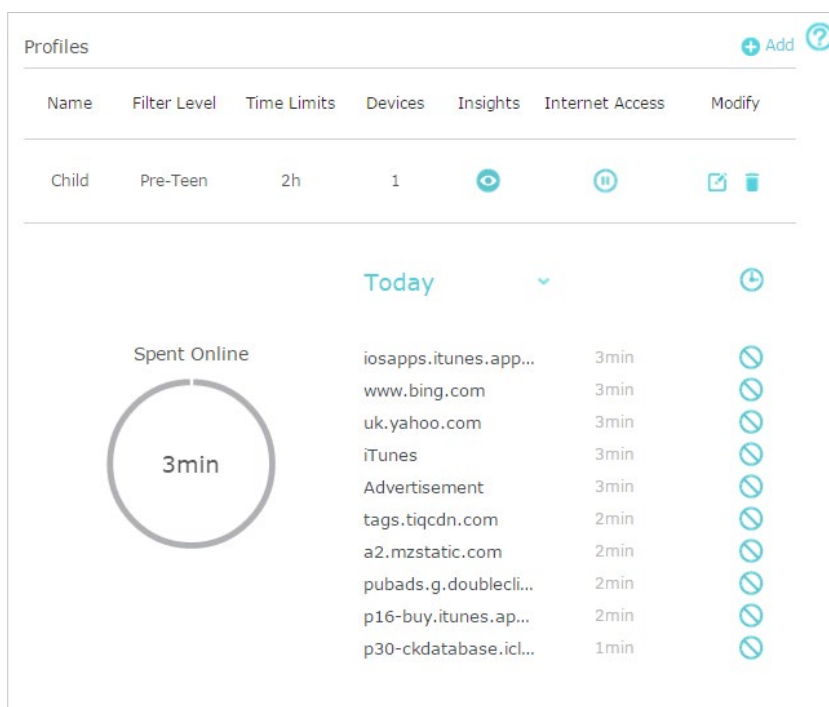 Profiles Add
Name Filter Level Time Limits Devices Insights Internet Access Modify
Child Pre-Teen 2h 1
Today
Spent Online
3min
iosapps.itunes.app... 3min
www.bing.com 3min
uk.yahoo.com 3min
iTunes 3min
Advertisement 3min
tags.tiqcdn.com 2min
a2.mzstatic.com 2min
pubads.g.doublecli... 2min
p16-buy.itunes.ap... 2min
p30-ckdatabase.icl... 1min